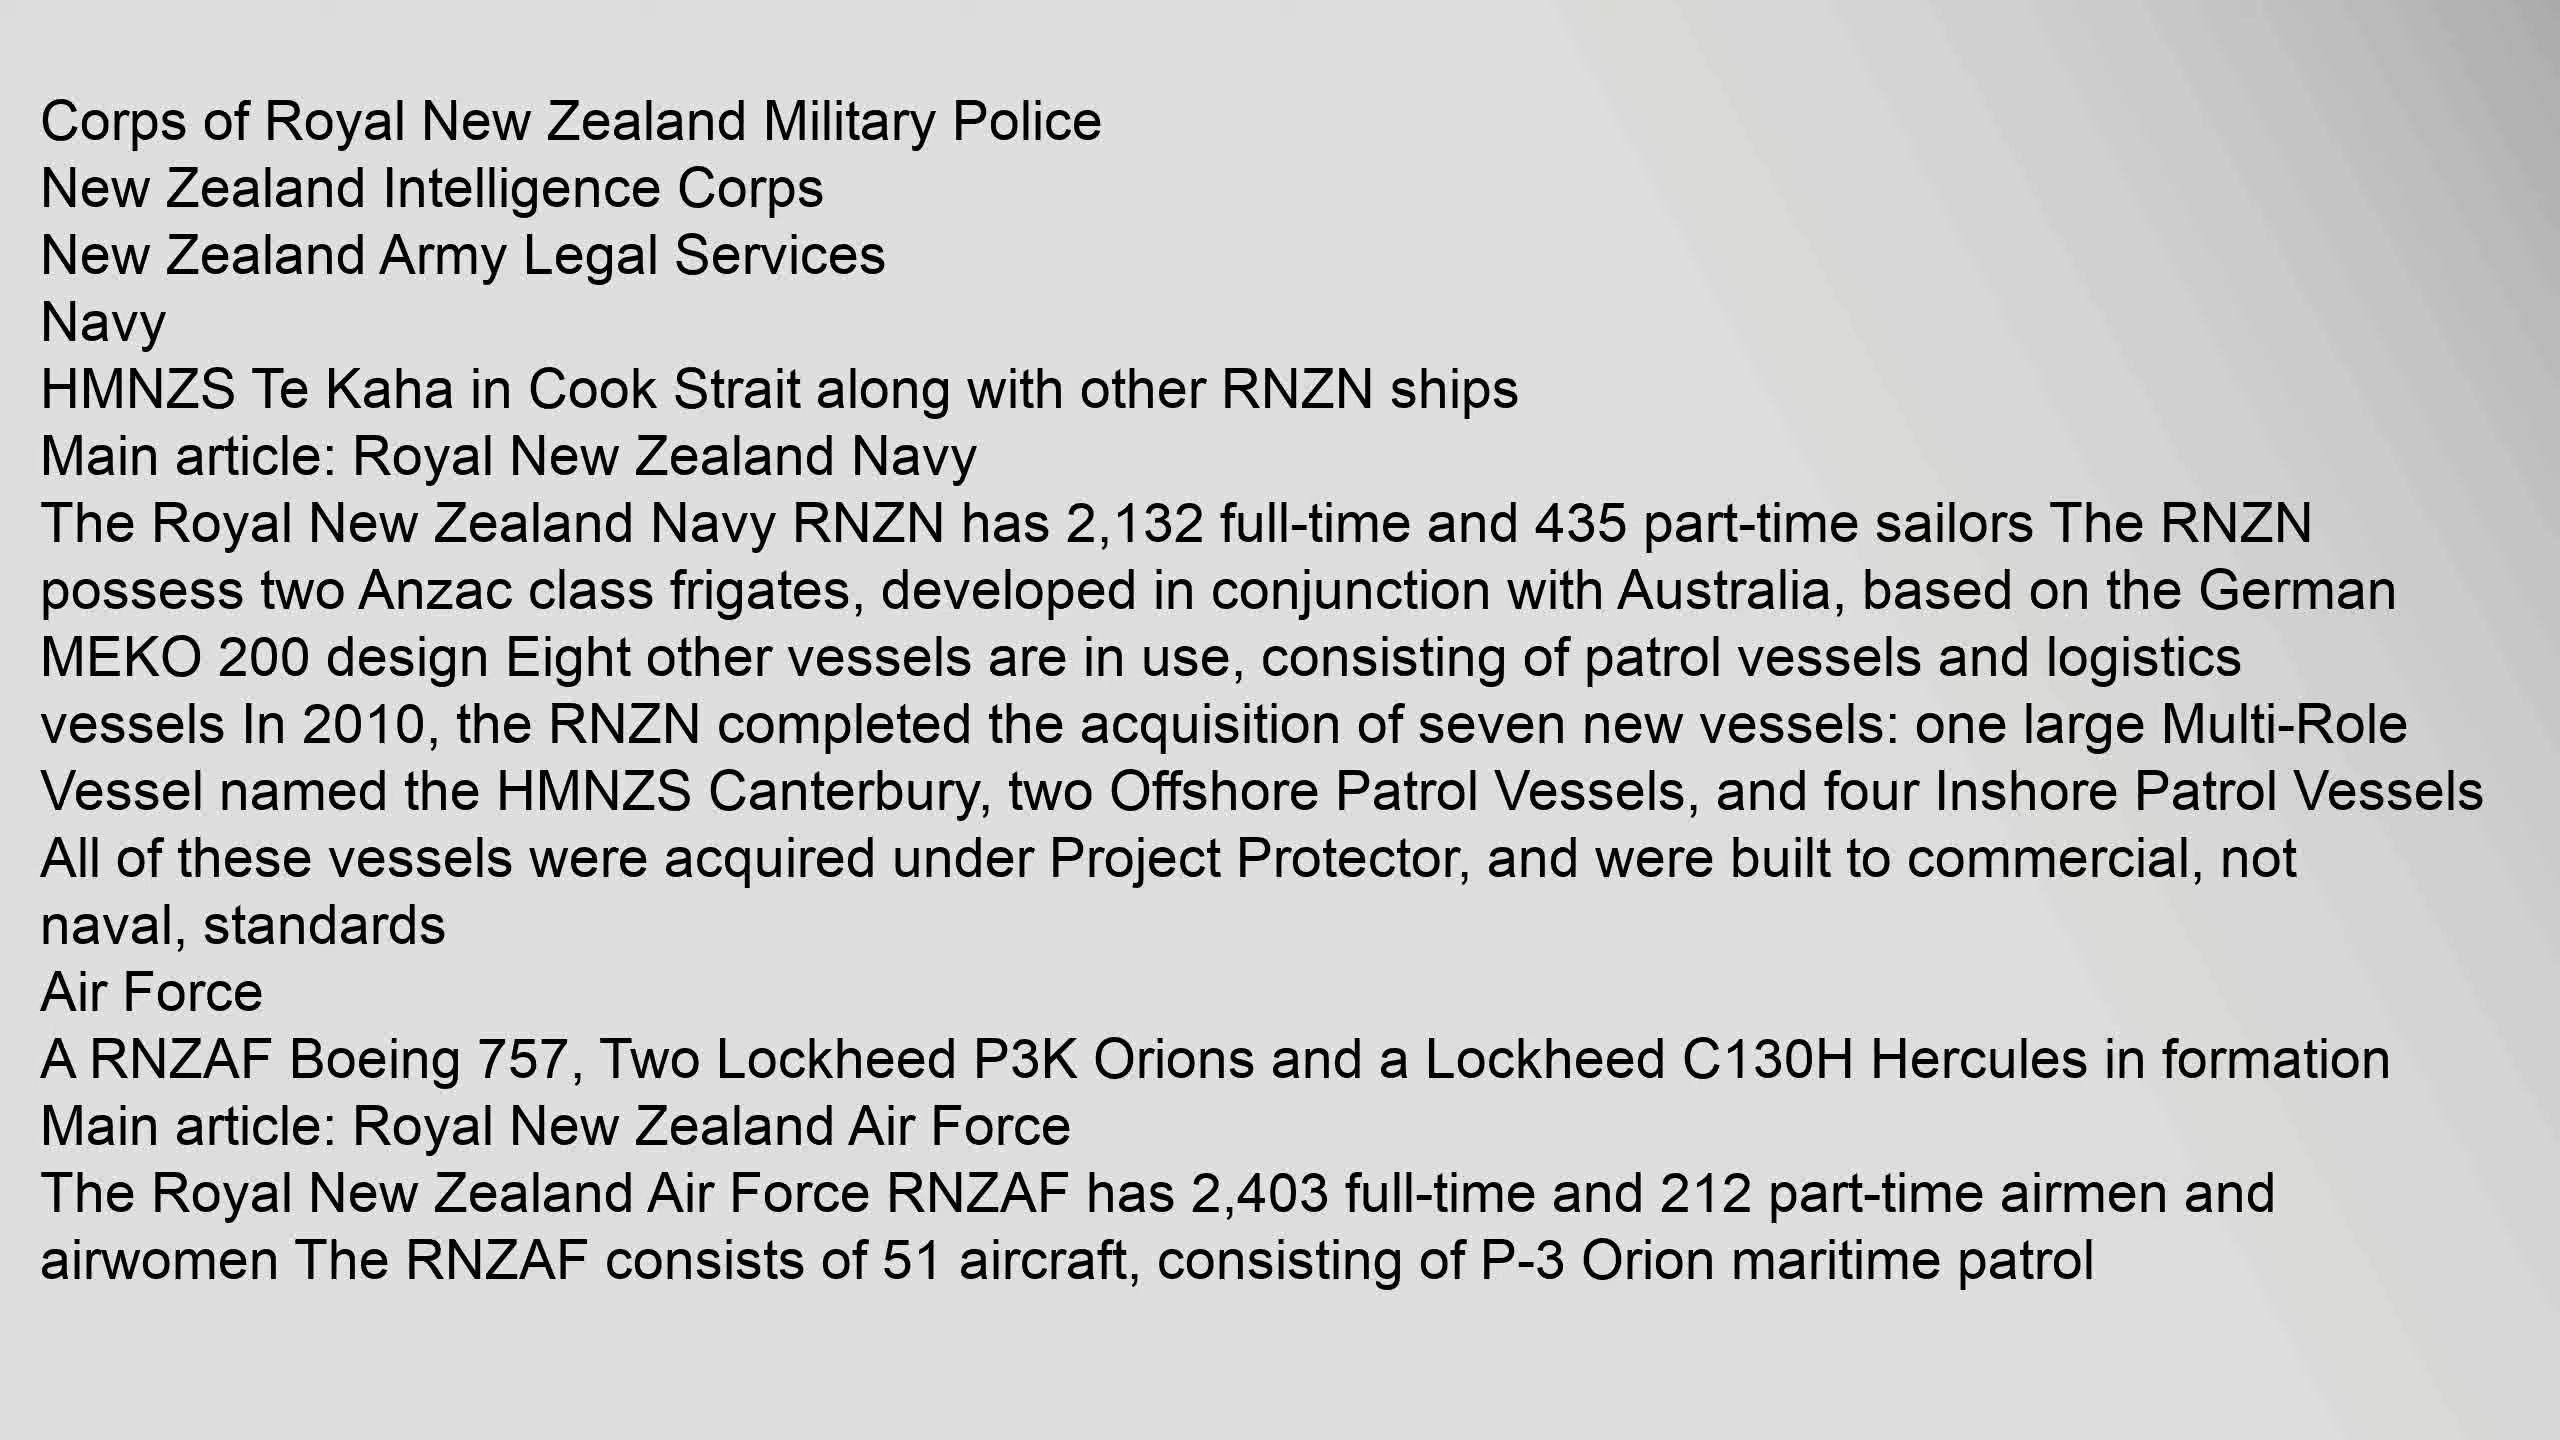 Corps of Royal New Zealand Military Police
New Zealand Intelligence Corps
New Zealand Army Legal Services
Navy
HMNZS Te Kaha in Cook Strait along with other RNZN ships
Main article: Royal New Zealand Navy
The Royal New Zealand Navy RNZN has 2,132 full-time and 435 part-time sailors The RNZN
possess two Anzac class frigates, developed in conjunction with Australia, based on the German
MEKO 200 design Eight other vessels are in use, consisting of patrol vessels and logistics
vessels In 2010, the RNZN completed the acquisition of seven new vessels: one large Multi-Role
Vessel named the HMNZS Canterbury, two Offshore Patrol Vessels, and four Inshore Patrol Vessels
All of these vessels were acquired under Project Protector, and were built to commercial, not
naval, standards
Air Force
A RNZAF Boeing 757, Two Lockheed P3K Orions and a Lockheed C130H Hercules in formation
Main article: Royal New Zealand Air Force
The Royal New Zealand Air Force RNZAF has 2,403 full-time and 212 part-time airmen and
airwomen The RNZAF consists of 51 aircraft, consisting of P-3 Orion maritime patrol